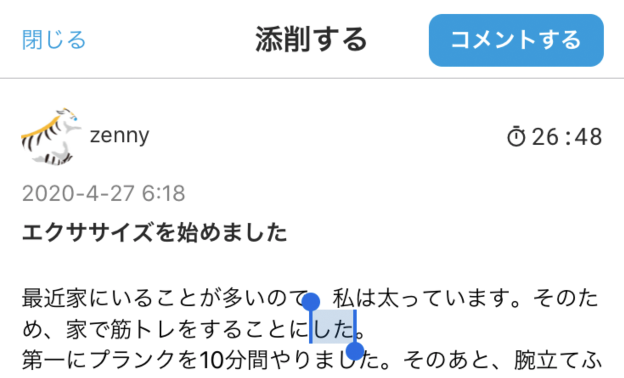 閉じる 添削する コメントする
zenny 26:48
2020-4-27 6:18
エクササイズを始めました
最近家にいることが多いので、私は太っています。そのた
め、家で筋トレをすることにした。
第一にプランクを10分間やりました。そのあと、腕立てふ